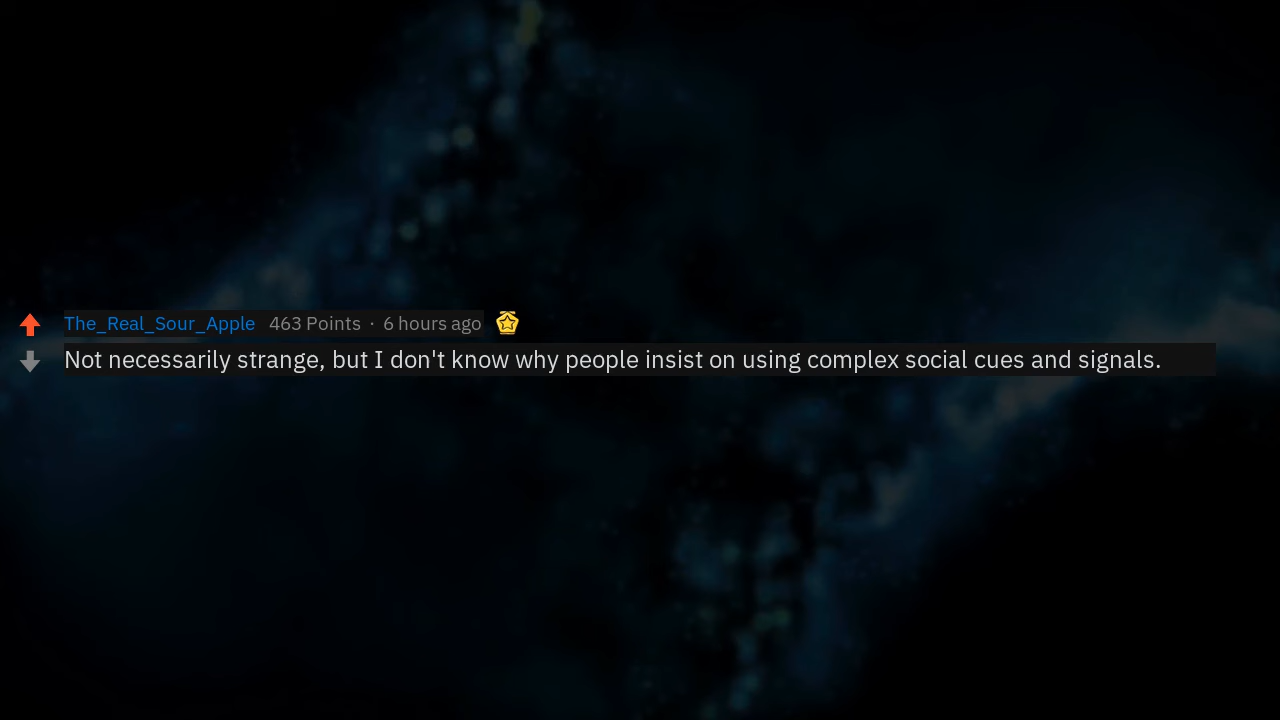 The_Real_Sour_Apple 463 Points · 6 hours ago
Not necessarily strange, but I don't know why people insist on using complex social cues and signals.